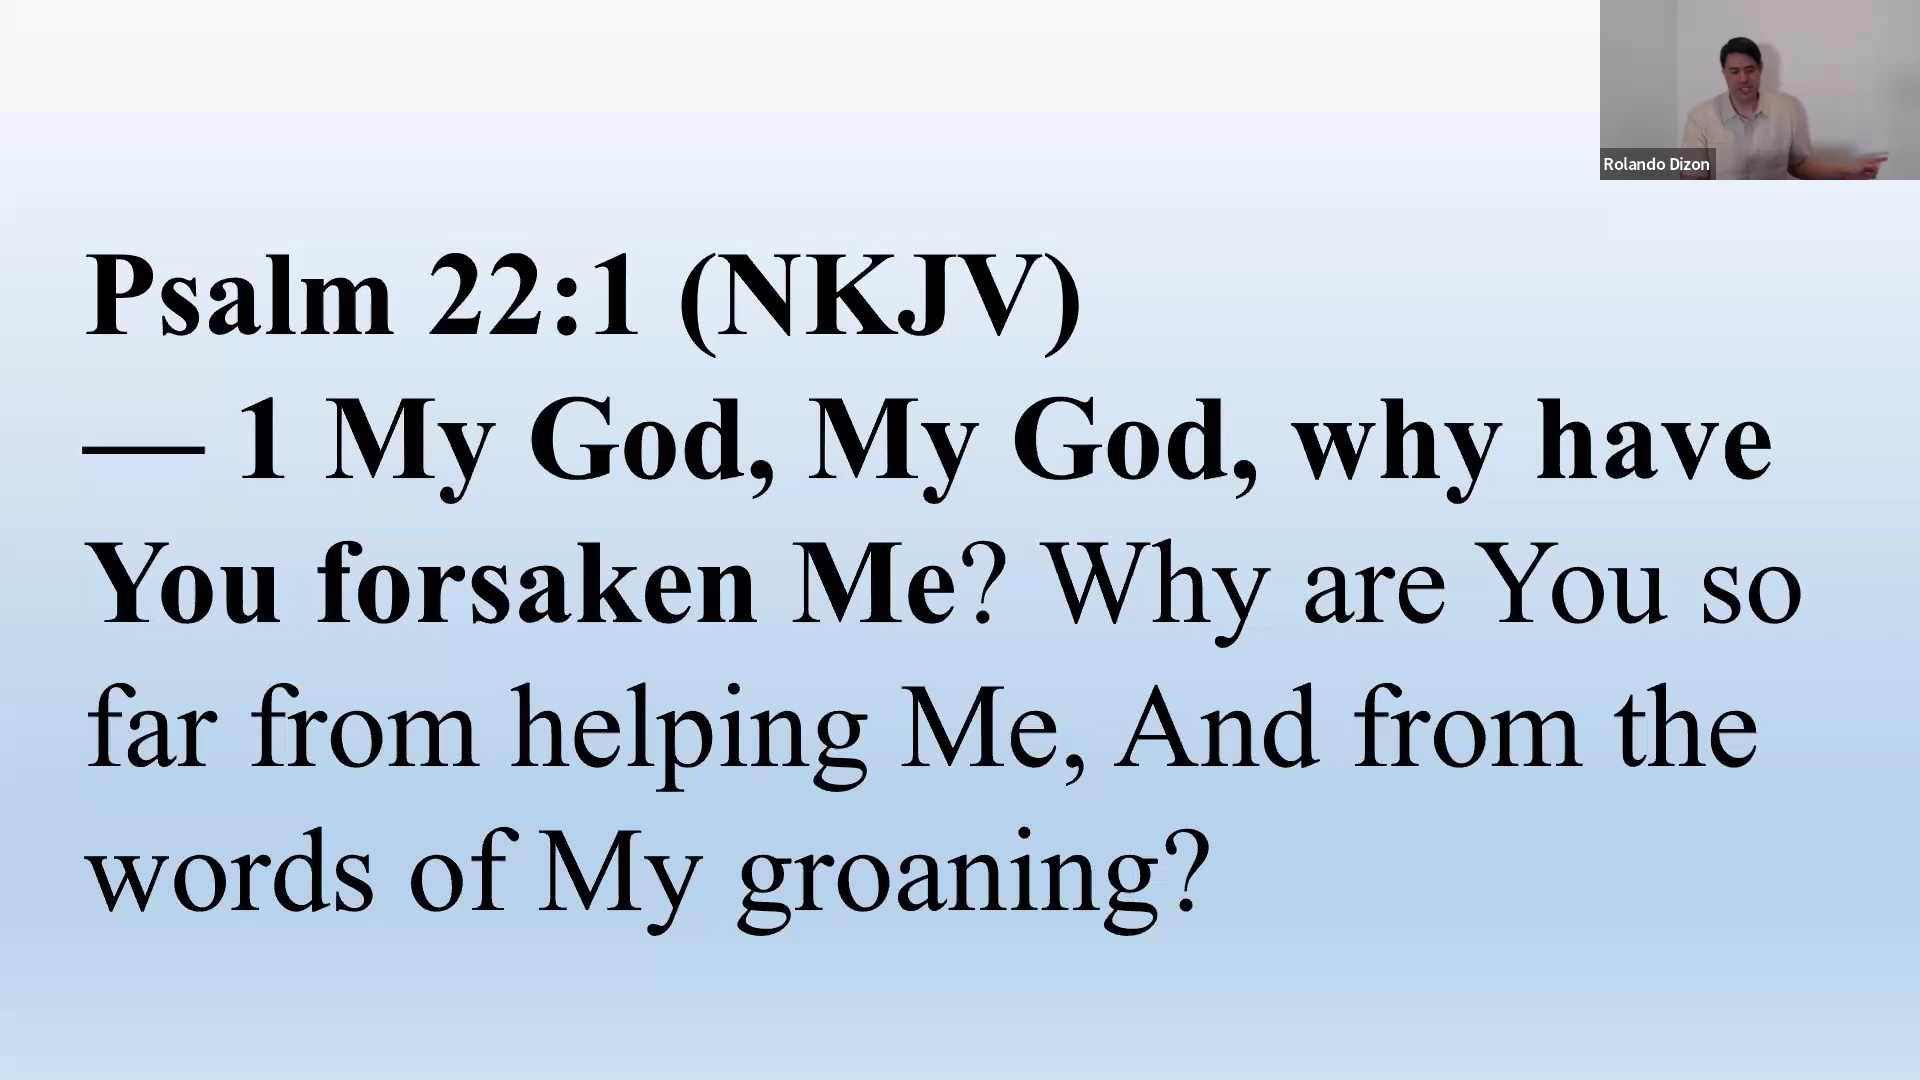 Rolando Dizon
Psalm 22:1 (NKJV)
— 1 My God, My God, why have
You forsaken Me? Why are You so
far from helping Me, And from the
words of My groaning?